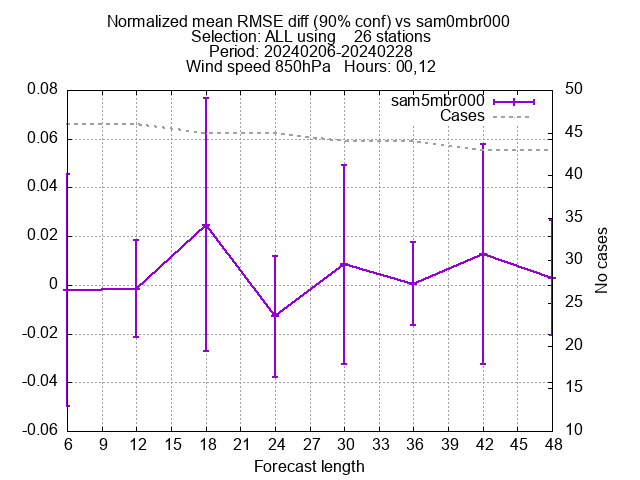 Normalized mean RMSE diff (90% conf) vs sam0mbr000
Selection: ALL using    26 stations
Period: 20240206-20240228
Wind speed 850hPa   Hours: 00,12
sam5mbr000
Cases
0.08
0.06
0.04
0.02
0
-0.02
-0.04
-0.06
50
45
40
35
30
25
20
15
10
No cases
6 9 12 15 18 21 24 27 30 33 36 39 42 45 48
Forecast length